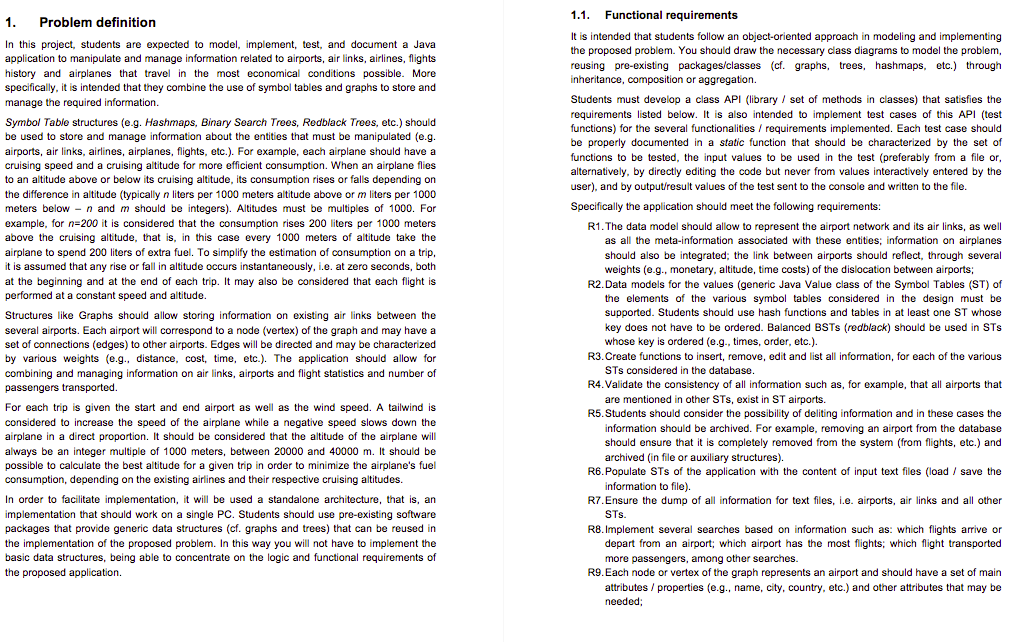 1. Problem definition
In this project, students are expected to model, implement, test, and document a Java
application to manipulate and manage information related to airports, air links, airlines, flights
history and airplanes that travel in the most economical conditions possible. More
specifically, it is intended that they combine the use of symbol tables and graphs to store and
manage the required information.
Symbol Table structures (e.g. Hashmaps, Binary Search Trees, Redblack Trees, etc.) should
be used to store and manage information about the entities that must be manipulated (e.g.
airports, air links, airlines, airplanes, flights, etc.). For example, each airplane should have a
cruising speed and a cruising altitude for more efficient consumption. When an airplane flies
to an altitude above or below its cruising altitude, its consumption rises or falls depending on
the difference in altitude (typically n liters per 1000 meters altitude above or m liters per 1000
meters below – n and m should be integers). Altitudes must be multiples of 1000. For
example, for n=200 it is considered that the consumption rises 200 liters per 1000 meters
above the cruising altitude, that is, in this case every 1000 meters of altitude take the
airplane to spend 200 liters of extra fuel. To simplify the estimation of consumption on a trip,
it is assumed that any rise or fall in altitude occurs instantaneously, i.e. at zero seconds, both
at the beginning and at the end of each trip. It may also be considered that each flight is
performed at a constant speed and altitude.
Structures like Graphs should allow storing information on existing air links between the
several airports. Each airport will correspond to a node (vertex) of the graph and may have a
set of connections (edges) to other airports. Edges will be directed and may be characterized
by various weights (e.g., distance, cost, time, etc.). The application should allow for
combining and managing information on air links, airports and flight statistics and number of
passengers transported.
For each trip is given the start and end airport as well as the wind speed. A tailwind is
considered to increase the speed of the airplane while a negative speed slows down the
airplane in a direct proportion. It should be considered that the altitude of the airplane will
always be an integer multiple of 1000 meters, between 20000 and 40000 m. It should be
possible to calculate the best altitude for a given trip in order to minimize the airplane's fuel
consumption, depending on the existing airlines and their respective cruising altitudes.
In order to facilitate implementation, it will be used a standalone architecture, that is, an
implementation that should work on a single PC. Students should use pre-existing software
packages that provide generic data structures (cf. graphs and trees) that can be reused in
the implementation of the proposed problem. In this way you will not have to implement the
basic data structures, being able to concentrate on the logic and functional requirements of
the proposed application.
1.1. Functional requirements
It is intended that students follow an object-oriented approach in modeling and implementing
the proposed problem. You should draw the necessary class diagrams to model the problem,
reusing pre-existing packages/classes (cf. graphs, trees, hashmaps, etc.) through
inheritance, composition or aggregation.
Students must develop a class API (library / set of methods in classes) that satisfies the
requirements listed below. It is also intended to implement test cases of this API (test
functions) for the several functionalities / requirements implemented. Each test case should
be properly documented in a static function that should be characterized by the set of
functions to be tested, the input values to be used in the test (preferably from a file or,
alternatively, by directly editing the code but never from values interactively entered by the
user), and by output/result values of the test sent to the console and written to the file.
Specifically the application should meet the following requirements:
R1. The data model should allow to represent the airport network and its air links, as well
as all the meta-information associated with these entities; information on airplanes
should also be integrated; the link between airports should reflect, through several
weights (e.g., monetary, altitude, time costs) of the dislocation between airports;
R2. Data models for the values (generic Java Value class of the Symbol Tables (ST) of
the elements of the various symbol tables considered in the design must be
supported. Students should use hash functions and tables in at least one ST whose
key does not have to be ordered. Balanced BSTs (redblack) should be used in STs
whose key is ordered (e.g., times, order, etc.).
R3. Create functions to insert, remove, edit and list all information, for each of the various
STs considered in the database.
R4. Validate the consistency of all information such as, for example, that all airports that
are mentioned in other STs, exist in ST airports.
R5. Students should consider the possibility of deliting information and in these cases the
information should be archived. For example, removing an airport from the database
should ensure that it is completely removed from the system (from flights, etc.) and
archived (in file or auxiliary structures).
R6. Populate STs of the application with the content of input text files (load / save the
information to file).
R7. Ensure the dump of all information for text files, i.e. airports, air links and all other
STs.
R8. Implement several searches based on information such as: which flights arrive or
depart from an airport; which airport has the most flights; which flight transported
more passengers, among other searches.
R9. Each node or vertex of the graph represents an airport and should have a set of main
attributes / properties (e.g., name, city, country, etc.) and other attributes that may be
needed;